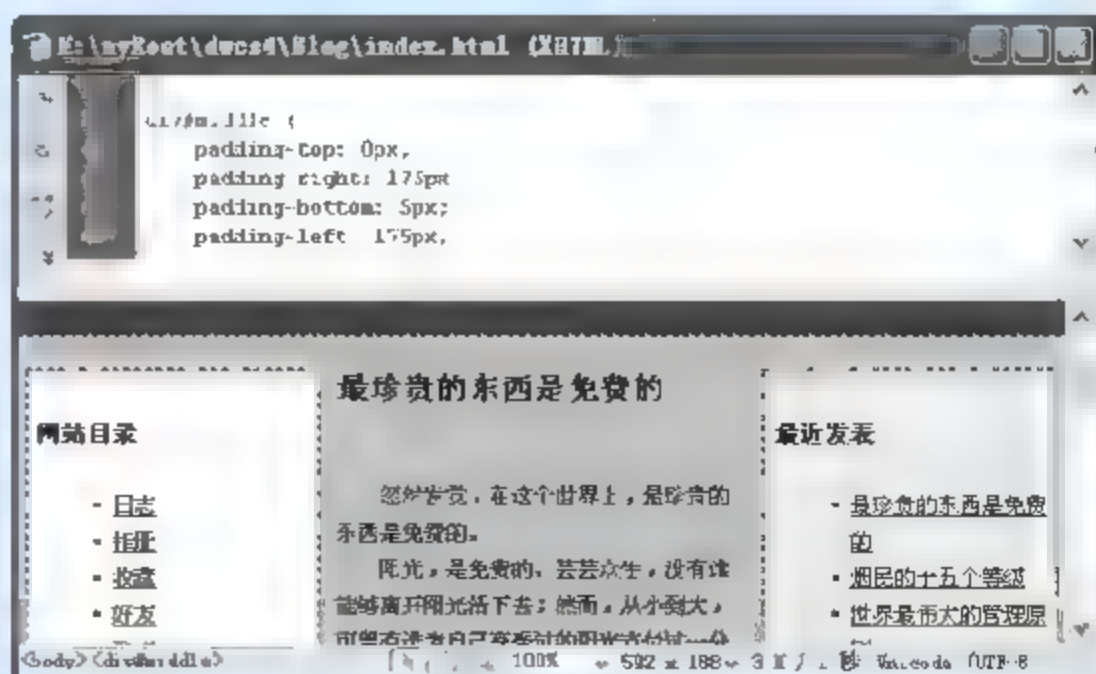 \dwcs4\Blog\index.html (XHTML)
padding-top: 0px,
padding right: 175px
padding-bottom: 5px;
padding-left 175px,
最珍贵的东西是免费的
网站目录
最近发表
日志
相册
收藏
好友
忽然发觉，在这个世界上，最珍贵的
东西是免费的。
阳光，是免费的。芸芸众生，没有谁
能够离开阳光活下去；然而，从小到大，
最珍贵的东西是免费
的
烟民的十五个等级
世界最伟大的管理原
<body> <div#middle>
100%
592 x 188
Unicode (UTF-8